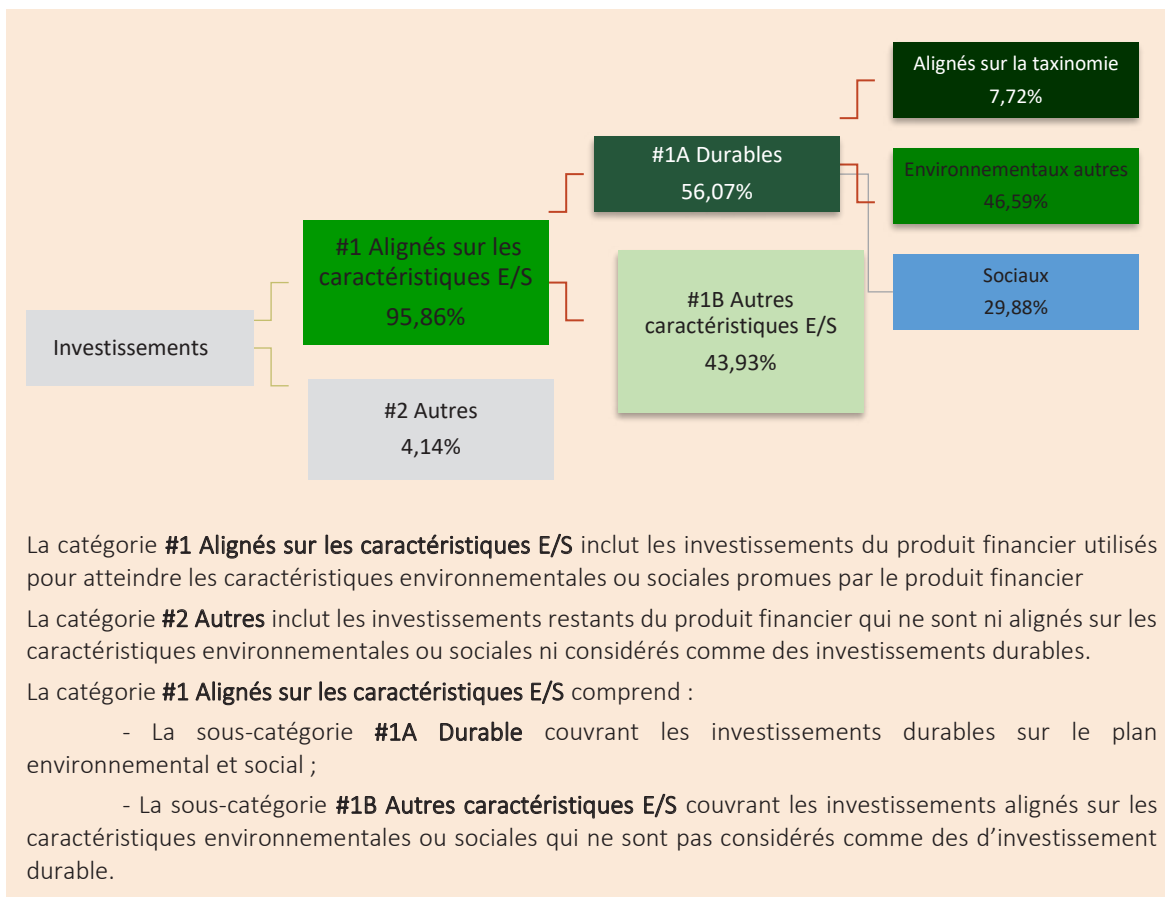 Investissements
#1 Alignés sur les
caractéristiques E/S
95,86%
#2 Autres
4,14%
#1A Durables
56,07%
#1B Autres
caractéristiques E/S
43,93%
Alignés sur la taxinomie
7,72%
Environnementaux autres
46,59%
Sociaux
29,88%
La catégorie #1 Alignés sur les caractéristiques E/S inclut les investissements du produit financier utilisés
pour atteindre les caractéristiques environnementales ou sociales promues par le produit financier
La catégorie #2 Autres inclut les investissements restants du produit financier qui ne sont ni alignés sur les
caractéristiques environnementales ou sociales ni considérés comme des investissements durables.
La catégorie #1 Alignés sur les caractéristiques E/S comprend :
- La sous-catégorie #1A Durable couvrant les investissements durables sur le plan
environnemental et social ;
- La sous-catégorie #1B Autres caractéristiques E/S couvrant les investissements alignés sur les
caractéristiques environnementales ou sociales qui ne sont pas considérés comme des d’investissement
durable.